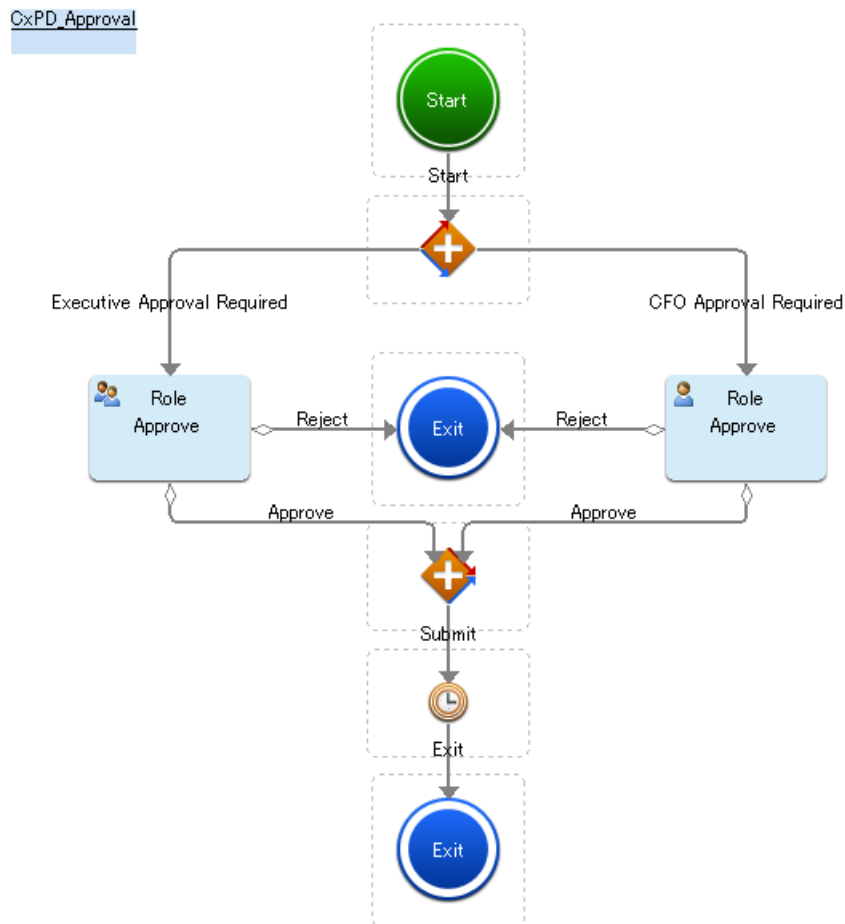 CxPD_Approval
Start
Start
Executive Approval Required
CFO Approval Required
Role
Approve
Reject
Exit
Reject
Role
Approve
Approve
Approve
Submit
Exit
Exit